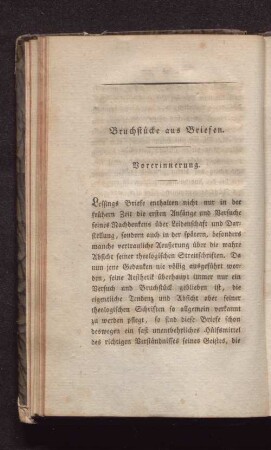 Bruchstücke aus Briefen.
Vorerinnerung.
Lessings Briefe enthalten nicht nur in der
frühern Zeit die ersten Anfänge und Versuche
seines Nachdenkens über Leidenschaft und Dar-
stellung, sondern auch in der spätern, besonders
manche vertrauliche Aeußerung über die wahre
Absicht seiner theologischen Streitschriften. Da
nun jene Gedanken nie völlig ausgeführt wor-
den, seine Aesthetik überhaupt immer nur ein
Versuch und Bruchstück geblieben ist, die
eigentliche Tendenz und Absicht aber seiner
theologischen Schriften so allgemein verkannt
zu werden pflegt, so sind diese Briefe schon
deswegen ein fast unentbehrliches Hülfsmittel
des richtigen Verständnisses seines Geistes, die